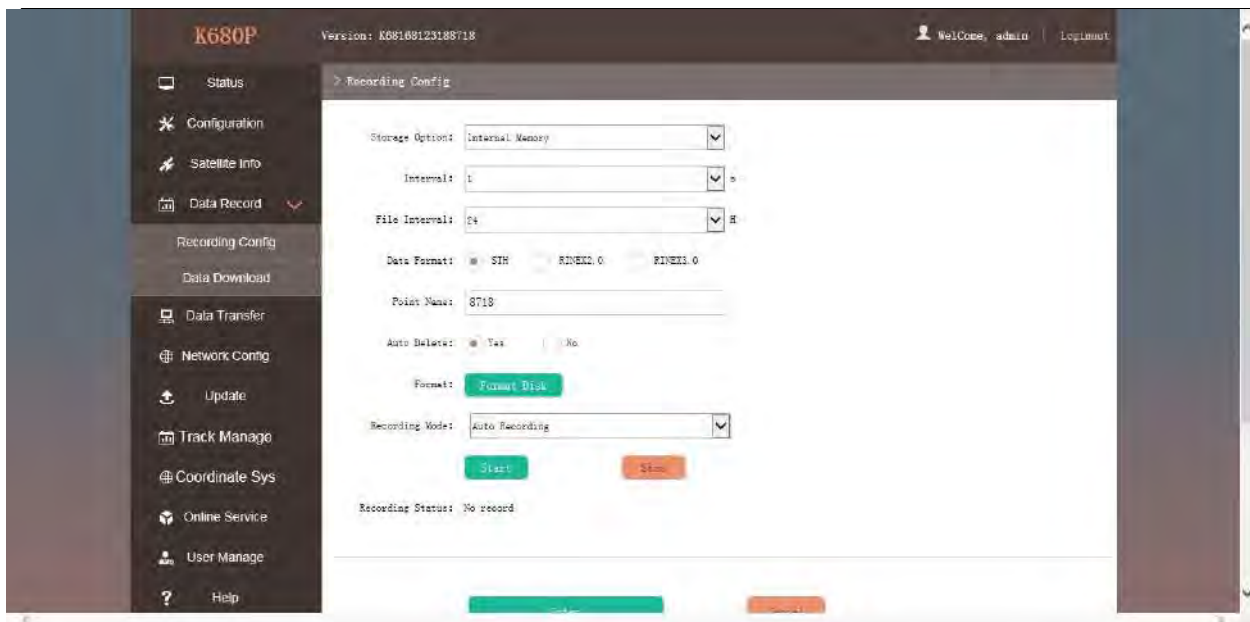 K680P
Version: K68168123188718
WelCome, admin
Loginout
Status
Configuration
Satellite Info
Data Record
Recording Config
Data Download
Data Transfer
Network Config
Update
Track Manage
Coordinate Sys
Online Service
User Manage
? Help
> Recording Config
Storage Option: Internal Memory
Interval: 1 s
File Interval: 24 H
Data Format: STH RINEX2.0 RINEX3.0
Point Name: 8718
Auto Delete: Yes No
Format: Format Disk
Recording Mode: Auto Recording
Start Stop
Recording Status: No record